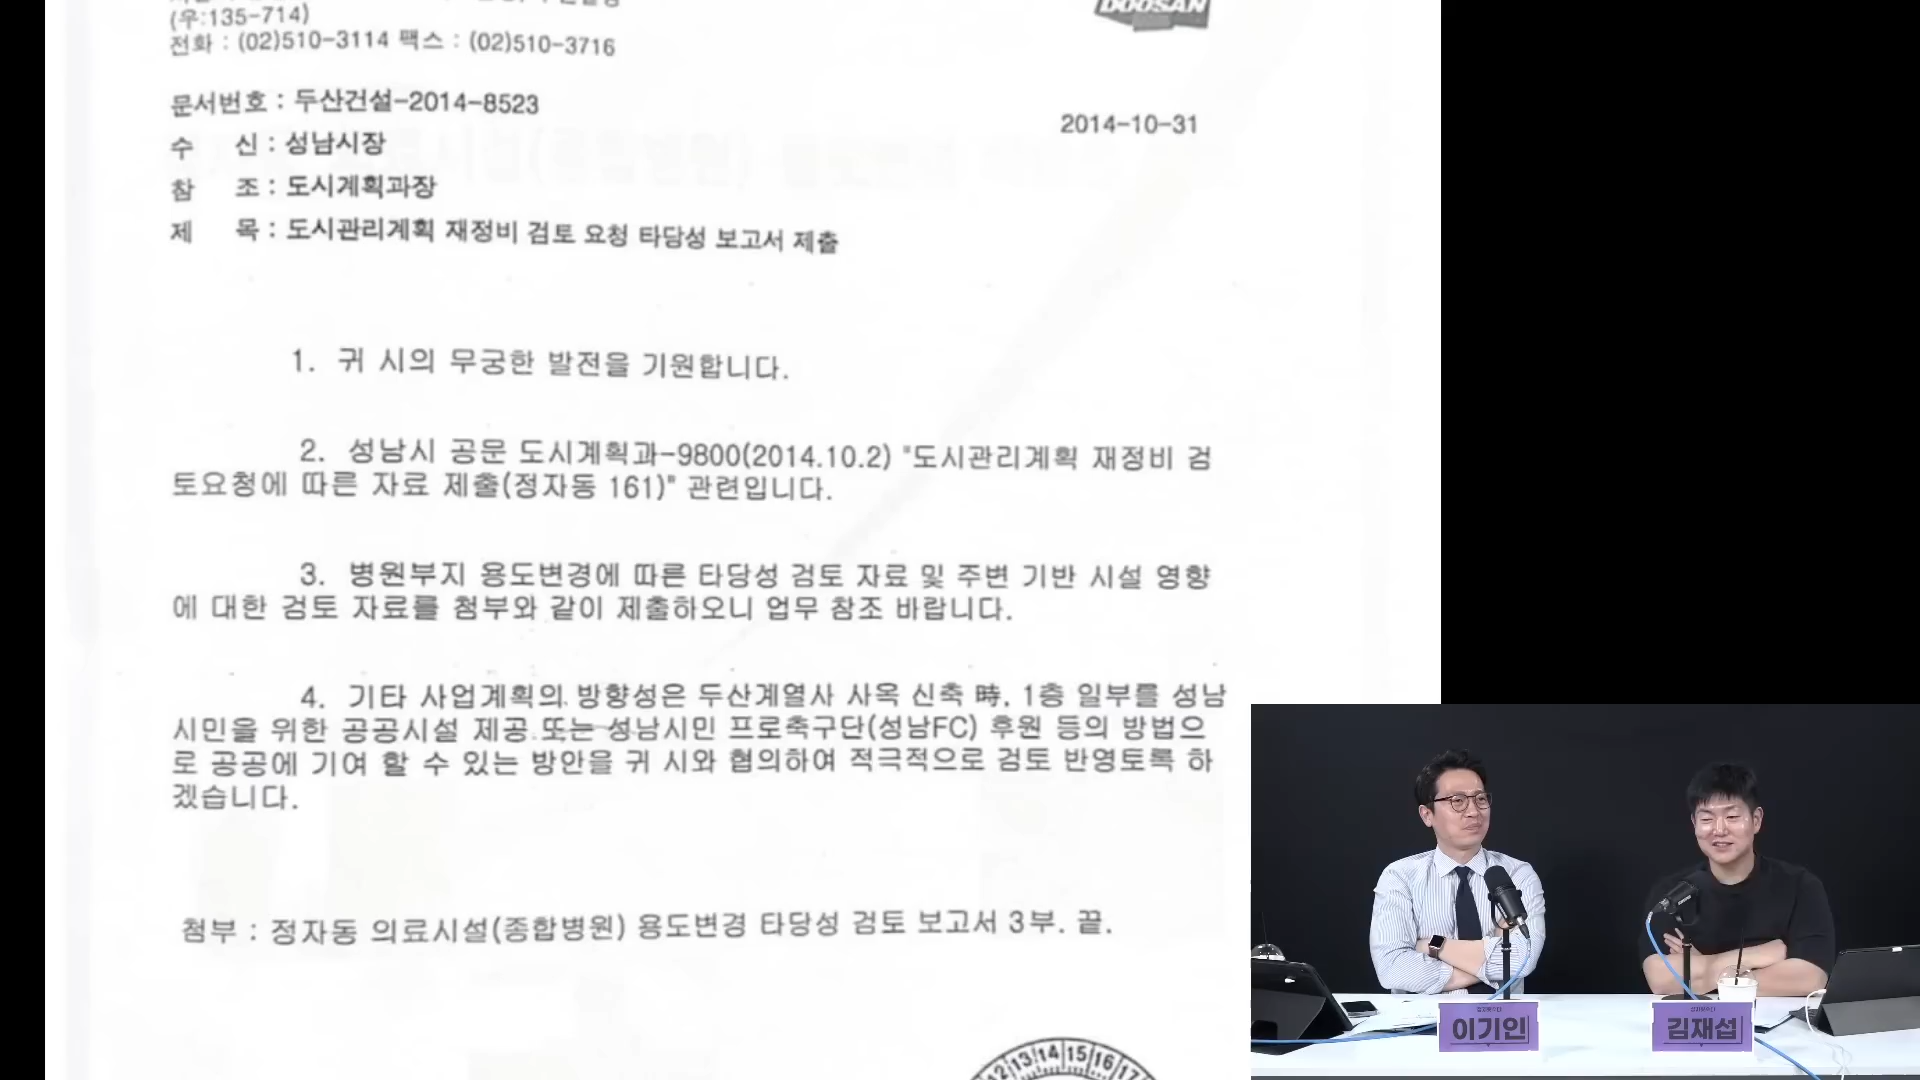 (우:135-714)
전화 : (02)510-3114 팩스 : (02)510-3716
DOOSAN
문서번호 : 두산건설-2014-8523
2014-10-31
수 신 : 성남시장
참 조 : 도시계획과장
제 목 : 도시관리계획 재정비 검토 요청 타당성 보고서 제출
1. 귀 시의 무궁한 발전을 기원합니다.
2. 성남시 공문 도시계획과-9800(2014.10.2) "도시관리계획 재정비 검
토요청에 따른 자료 제출(정자동 161)" 관련입니다.
3. 병원부지 용도변경에 따른 타당성 검토 자료 및 주변 기반 시설 영향
에 대한 검토 자료를 첨부와 같이 제출하오니 업무 참조 바랍니다.
4. 기타 사업계획의 방향성은 두산계열사 사옥 신축 時, 1층 일부를 성남
시민을 위한 공공시설 제공 또는 성남시민 프로축구단(성남FC) 후원 등의 방법으
로 공공에 기여 할 수 있는 방안을 귀 시와 협의하여 적극적으로 검토 반영토록 하
겠습니다.
첨부 : 정자동 의료시설(종합병원) 용도변경 타당성 검토 보고서 3부. 끝.
12 13 14 15 16 17
이기인
김재섭